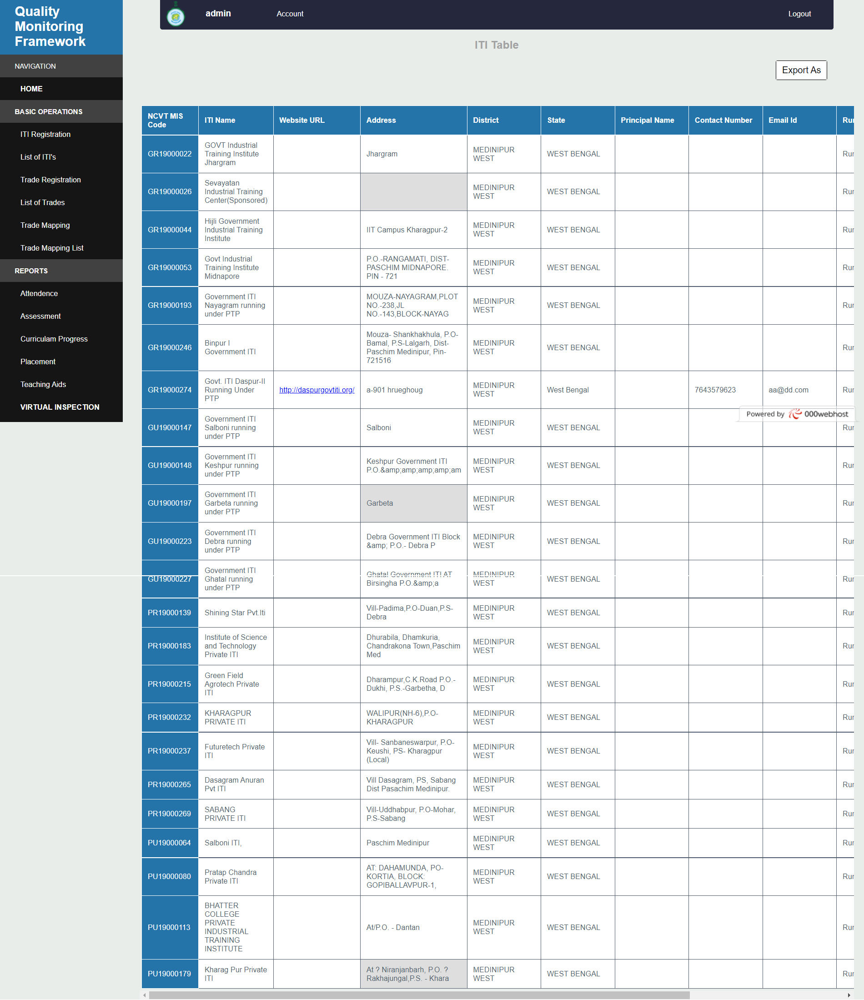 Quality
Monitoring
Framework
NAVIGATION
HOME
BASIC OPERATIONS
ITI Registration
List of ITI's
Trade Registration
List of Trades
Trade Mapping
Trade Mapping List
REPORTS
Attendence
Assessment
Curriculam Progress
Placement
Teaching Aids
VIRTUAL INSPECTION
admin Account Logout
ITI Table
Export As
NCVT MIS Code ITI Name Website URL Address District State Principal Name Contact Number Email Id Rur
GR19000022 GOVT Industrial Training Institute Jhargram Jhargram MEDINIPUR WEST WEST BENGAL Rur
GR19000026 Sevayatan Industrial Training Center(Sponsored) MEDINIPUR WEST WEST BENGAL Rur
GR19000044 Hijli Government Industrial Training Institute IIT Campus Kharagpur-2 MEDINIPUR WEST WEST BENGAL Rur
GR19000053 Govt Industrial Training Institute Midnapore P.O.-RANGAMATI, DIST- PASCHIM MIDNAPORE. PIN - 721 MEDINIPUR WEST WEST BENGAL Rur
GR19000193 Government ITI Nayagram running under PTP MOUZA-NAYAGRAM,PLOT NO.-238,JL NO.-143,BLOCK-NAYAG MEDINIPUR WEST WEST BENGAL Rur
GR19000246 Binpur I Government ITI Mouza- Shankhakhula, P.O- Bamal, P.S-Lalgarh, Dist- Paschim Medinipur, Pin- 721516 MEDINIPUR WEST WEST BENGAL Rur
GR19000274 Govt. ITI Daspur-II Running Under PTP http://daspurgovtiti.org/ a-901 hrueghoug MEDINIPUR WEST West Bengal 7643579623 aa@dd.com Rur
Powered by 000webhost
GU19000147 Government ITI Salboni running under PTP Salboni MEDINIPUR WEST WEST BENGAL Rur
GU19000148 Government ITI Keshpur running under PTP Keshpur Government ITI P.O.&amp;amp;amp;amp;am MEDINIPUR WEST WEST BENGAL Rur
GU19000197 Government ITI Garbeta running under PTP Garbeta MEDINIPUR WEST WEST BENGAL Rur
GU19000223 Government ITI Debra running under PTP Debra Government ITI Block &amp; P.O.- Debra P MEDINIPUR WEST WEST BENGAL Rur
GU19000227 Government ITI Ghatal running under PTP Ghatal Government ITI AT Birsingha P.O.&amp;a MEDINIPUR WEST WEST BENGAL Rur
PR19000139 Shining Star Pvt.Iti Vill-Padima,P.O-Duan,P.S- Debra MEDINIPUR WEST WEST BENGAL Rur
PR19000183 Institute of Science and Technology Private ITI Dhurabila, Dhamkuria, Chandrakona Town,Paschim Med MEDINIPUR WEST WEST BENGAL Rur
PR19000215 Green Field Agrotech Private ITI Dharampur,C.K.Road P.O.- Dukhi, P.S.-Garbetha, D MEDINIPUR WEST WEST BENGAL Rur
PR19000232 KHARAGPUR PRIVATE ITI WALIPUR(NH-6),P.O- KHARAGPUR MEDINIPUR WEST WEST BENGAL Rur
PR19000237 Futuretech Private ITI Vill- Sanbaneswarpur, P.O- Keushi, PS- Kharagpur (Local) MEDINIPUR WEST WEST BENGAL Rur
PR19000265 Dasagram Anuran Pvt ITI Vill Dasagram, PS, Sabang Dist Pasachim Medinipur. MEDINIPUR WEST WEST BENGAL Rur
PR19000269 SABANG PRIVATE ITI Vill-Uddhabpur, P.O-Mohar, P.S-Sabang MEDINIPUR WEST WEST BENGAL Rur
PU19000064 Salboni ITI, Paschim Medinipur MEDINIPUR WEST WEST BENGAL Rur
PU19000080 Pratap Chandra Private ITI AT: DAHAMUNDA, PO- KORTIA, BLOCK: GOPIBALLAVPUR-1, MEDINIPUR WEST WEST BENGAL Rur
PU19000113 BHATTER COLLEGE PRIVATE INDUSTRIAL TRAINING INSTITUTE At/P.O. - Dantan MEDINIPUR WEST WEST BENGAL Rur
PU19000179 Kharag Pur Private ITI At ? Niranjanbarh, P.O. ? Rakhajungal,P.S. - Khara MEDINIPUR WEST WEST BENGAL Rur